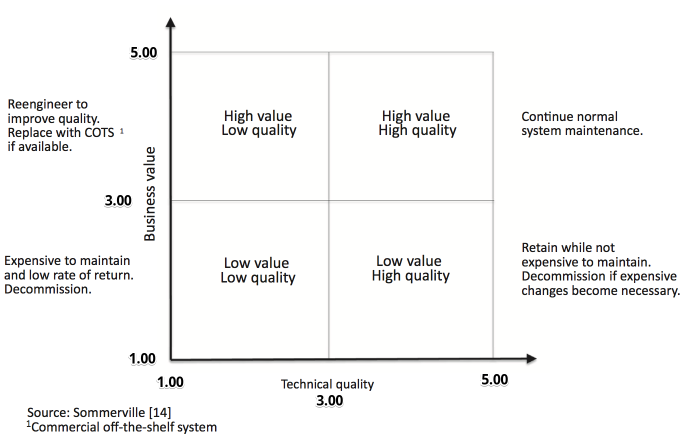 5.00
Reengineer to
improve quality.
Replace with COTS 1
if available.
High value
Low quality
High value
High quality
Continue normal
system maintenance.
Business value
3.00
Expensive to maintain
and low rate of return.
Decommission.
Low value
Low quality
Low value
High quality
Retain while not
expensive to maintain.
Decommission if expensive
changes become necessary.
1.00
1.00
Technical quality
3.00
5.00
Source: Sommerville [14]
1Commercial off-the-shelf system